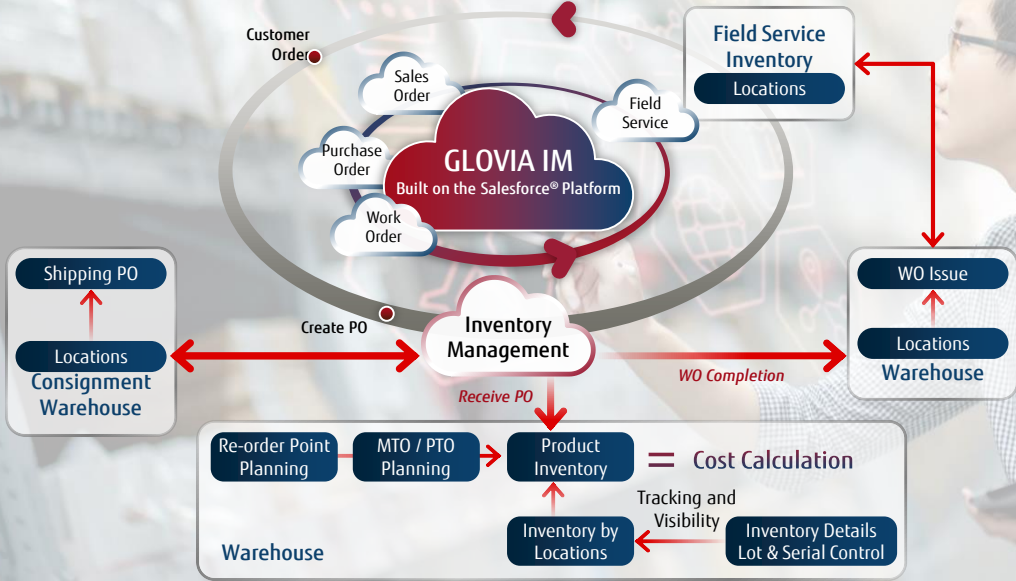 Customer
Order
Sales
Order
Field
Service
Field Service
Inventory
Locations
Purchase
Order
GLOVIA IM
Built on the Salesforce® Platform
Work
Order
Shipping PO
Locations
Consignment
Warehouse
Create PO
Inventory
Management
WO Issue
Locations
Warehouse
WO Completion
Receive PO
Re-order Point
Planning
MTO / PTO
Planning
Product
Inventory
= Cost Calculation
Tracking and
Visibility
Inventory by
Locations
Inventory Details
Lot & Serial Control
Warehouse